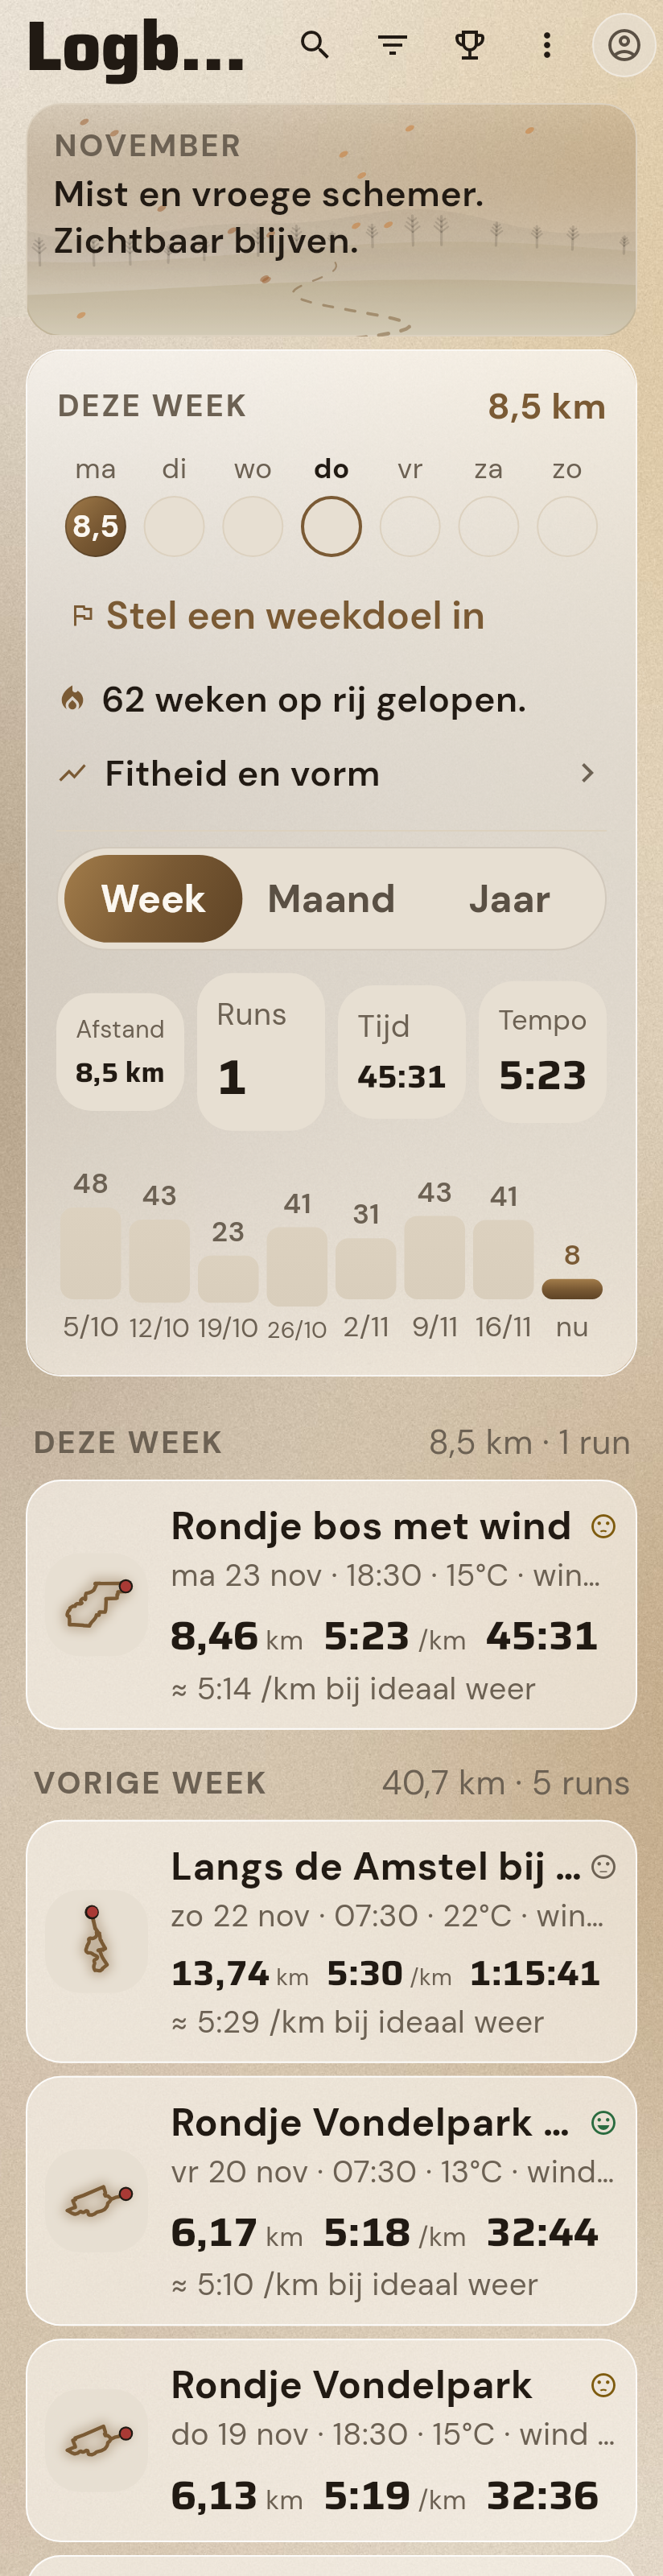 Logb...
NOVEMBER
Mist en vroege schemer.
Zichtbaar blijven.
DEZE WEEK 8,5 km
ma di wo do vr za zo
8,5
Stel een weekdoel in
62 weken op rij gelopen.
Fitheid en vorm
Week Maand Jaar
Afstand Runs Tijd Tempo
8,5 km 1 45:31 5:23
48 43 23 41 31 43 41 8
5/10 12/10 19/10 26/10 2/11 9/11 16/11 nu
DEZE WEEK 8,5 km · 1 run
Rondje bos met wind
ma 23 nov · 18:30 · 15°C · win...
8,46 km 5:23 /km 45:31
≈ 5:14 /km bij ideaal weer
VORIGE WEEK 40,7 km · 5 runs
Langs de Amstel bij ...
zo 22 nov · 07:30 · 22°C · win...
13,74 km 5:30 /km 1:15:41
≈ 5:29 /km bij ideaal weer
Rondje Vondelpark ...
vr 20 nov · 07:30 · 13°C · wind...
6,17 km 5:18 /km 32:44
≈ 5:10 /km bij ideaal weer
Rondje Vondelpark
do 19 nov · 18:30 · 15°C · wind ...
6,13 km 5:19 /km 32:36